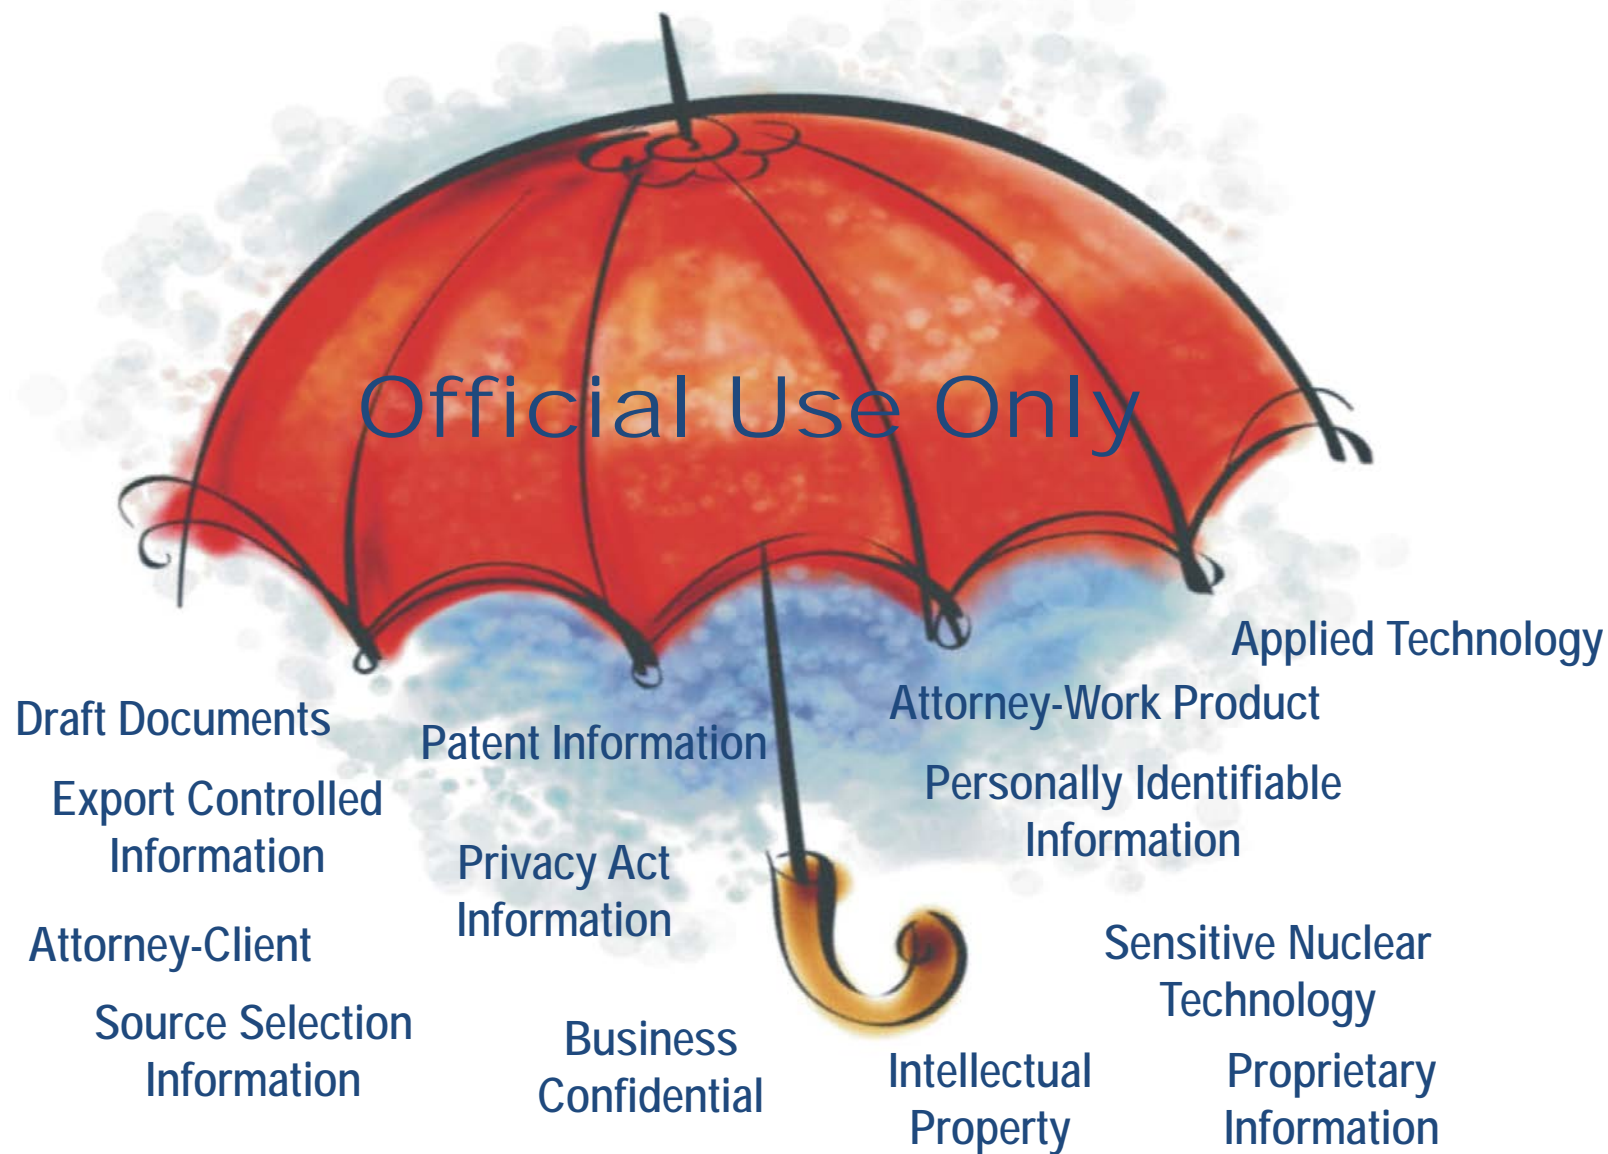 Official Use Only
Applied Technology
Draft Documents
Patent Information
Attorney-Work Product
Export Controlled
Information
Personally Identifiable
Information
Privacy Act
Information
Attorney-Client
Sensitive Nuclear
Technology
Source Selection
Information
Business
Confidential
Intellectual
Property
Proprietary
Information